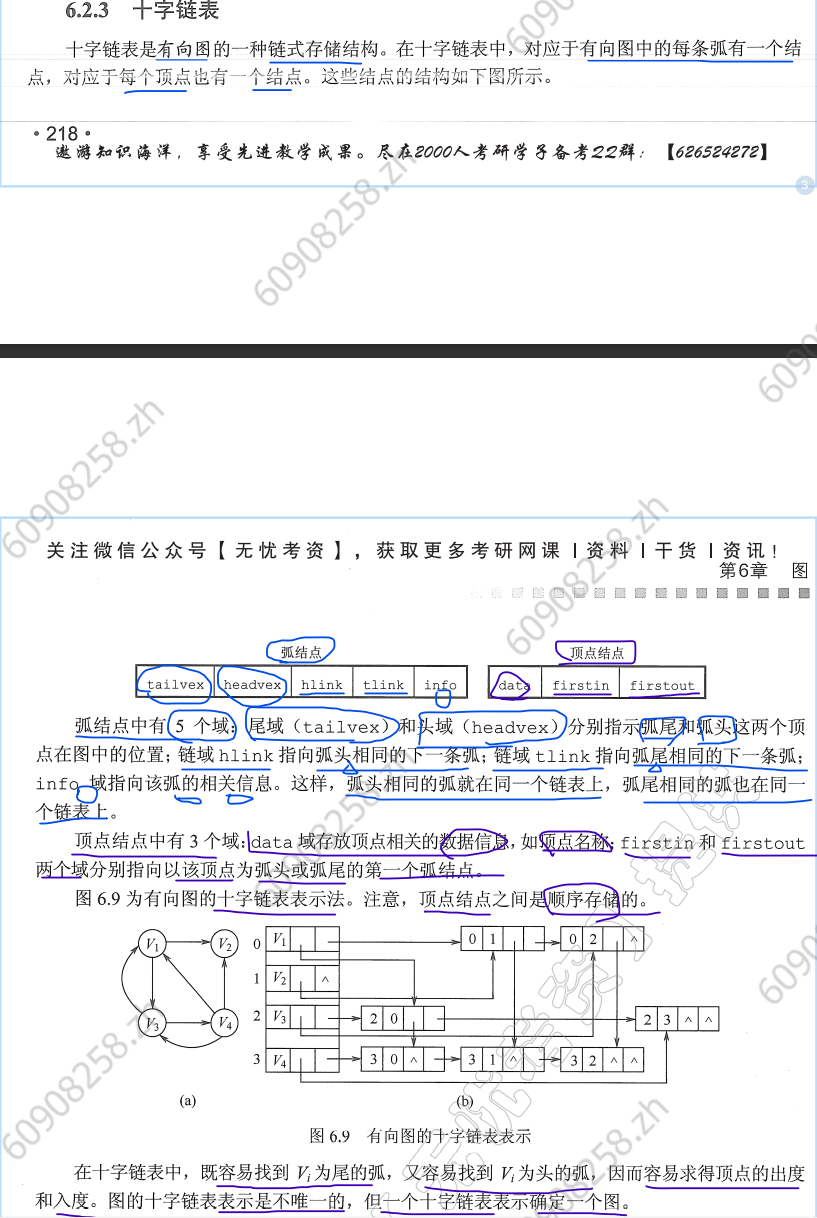 6.2.3 十字链表
十字链表是有向图的一种链式存储结构。在十字链表中，对应于有向图中的每条弧有一个结
点，对应于每个顶点也有一个结点。这些结点的结构如下图所示。
·218·
遨游知识海洋，享受先进教学成果。尽在2000人考研学子备考22群：【626524272】
3
60908258.zh
关注微信公众号【无忧考资】，获取更多考研网课|资料|干货|资讯!
第6章 图
弧结点 顶点结点
tailvex headvex hlink tlink info data firstin firstout
弧结点中有 5 个域：尾域（tailvex）和头域（headvex）分别指示弧尾和弧头这两个顶
点在图中的位置；链域 hlink 指向弧头相同的下一条弧；链域 tlink 指向弧尾相同的下一条弧；
info 域指向该弧的相关信息。这样，弧头相同的弧就在同一个链表上，弧尾相同的弧也在同一
个链表上。
顶点结点中有 3 个域：data 域存放顶点相关的数据信息，如顶点名称；firstin 和 firstout
两个域分别指向以该顶点为弧头或弧尾的第一个弧结点。
图 6.9 为有向图的十字链表表示法。注意，顶点结点之间是顺序存储的。
V1 V2 0 V1 0 1 0 2 ∧
1 V2 ∧
V3 V4 2 V3 2 0 2 3 ∧ ∧
3 V4 3 0 ∧ 3 1 ∧ 3 2 ∧ ∧
(a) (b)
图 6.9 有向图的十字链表表示
在十字链表中，既容易找到 Vi 为尾的弧，又容易找到 Vi 为头的弧，因而容易求得顶点的出度
和入度。图的十字链表表示是不唯一的，但一个十字链表表示确定一个图。